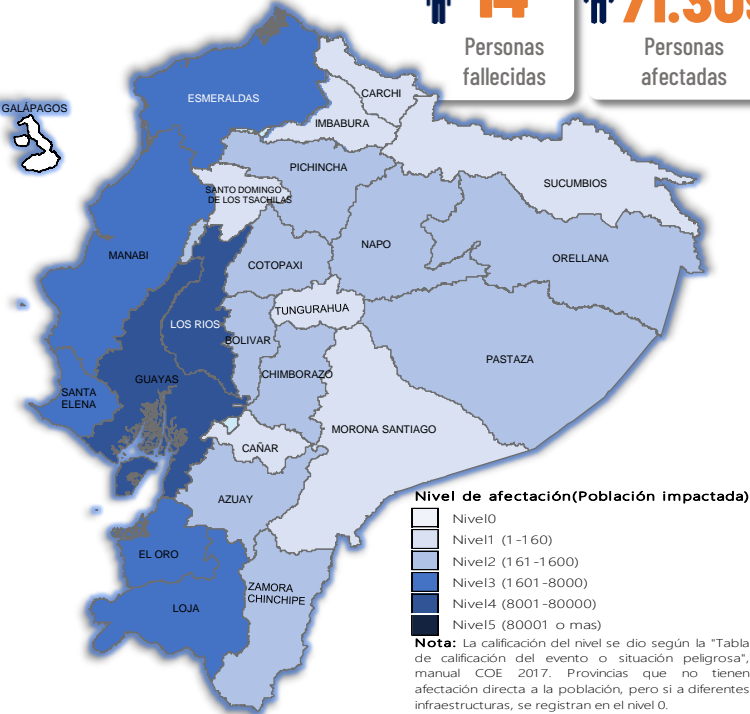 14
Personas
fallecidas
Personas
afectadas
GALÁPAGOS
ESMERALDAS
CARCHI
IMBABURA
PICHINCHA
SUCUMBIOS
SANTO DOMINGO
DE LOS TSACHILAS
NAPO
MANABI
COTOPAXI
ORELLANA
TUNGURAHUA
LOS RIOS
BOLIVAR
PASTAZA
CHIMBORAZO
GUAYAS
SANTA
ELENA
MORONA SANTIAGO
CAÑAR
AZUAY
EL ORO
ZAMORA
CHINCHIPE
LOJA
Nivel de afectación(Población impactada)
Nivel0
Nivel1 (1-160)
Nivel2 (161-1600)
Nivel3 (1601-8000)
Nivel4 (8001-80000)
Nivel5 (80001 o mas)
Nota: La calificación del nivel se dio según la "Tabla
de calificación del evento o situación peligrosa",
manual COE 2017. Provincias que no tienen
afectación directa a la población, pero si a diferentes
infraestructuras, se registran en el nivel 0.